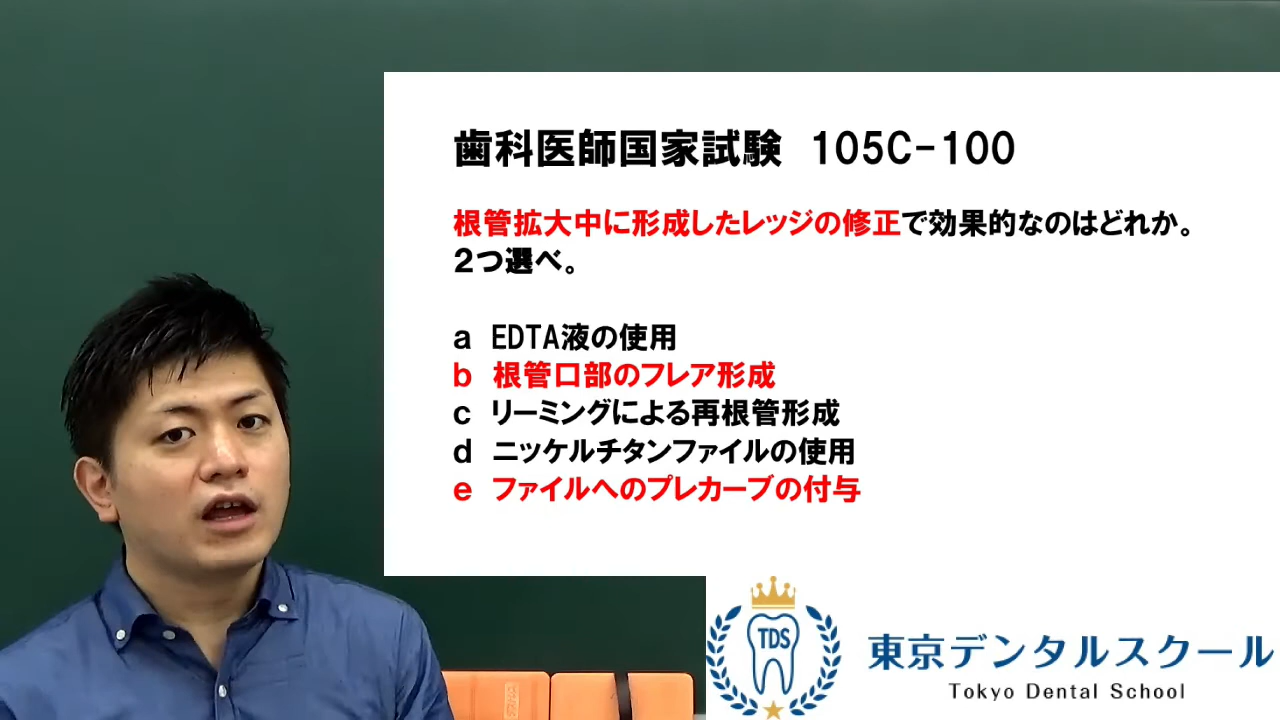 歯科医師国家試験 105C-100
根管拡大中に形成したレッジの修正で効果的なのはどれか。
２つ選べ。
a EDTA液の使用
b 根管口部のフレア形成
c リーミングによる再根管形成
d ニッケルチタンファイルの使用
e ファイルへのプレカーブの付与
TDS
東京デンタルスクール
Tokyo Dental School